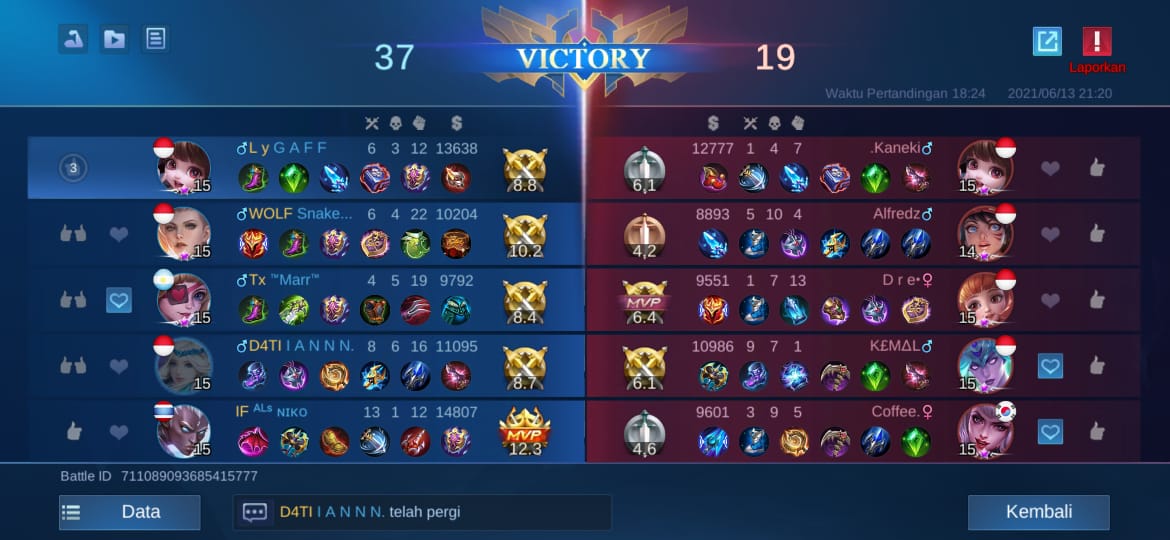 37 VICTORY 19
Laporkan
Waktu Pertandingan 18:24 2021/06/13 21:20
3 15 ♂L y G A F F 6 3 12 13638 8.8
6,1 12777 1 4 7 .Kaneki♂ 15
15 ♂WOLF Snake... 6 4 22 10204 10.2
4,2 8893 5 10 4 Alfredz♂ 14
15 ♂Tx ™Marr™ 4 5 19 9792 8.4
MVP 6.4 9551 1 7 13 D r e•♀ 15
15 ♂D4TI I A N N N. 8 6 16 11095 8.7
6.1 10986 9 7 1 K£MΔL♂ 15
15 IF ᴬᴸˢ ɴɪᴋᴏ 13 1 12 14807 MVP 12.3
4,6 9601 3 9 5 Coffee.♀ 15
Battle ID 711089093685415777
Data
D4TI I A N N N. telah pergi
Kembali